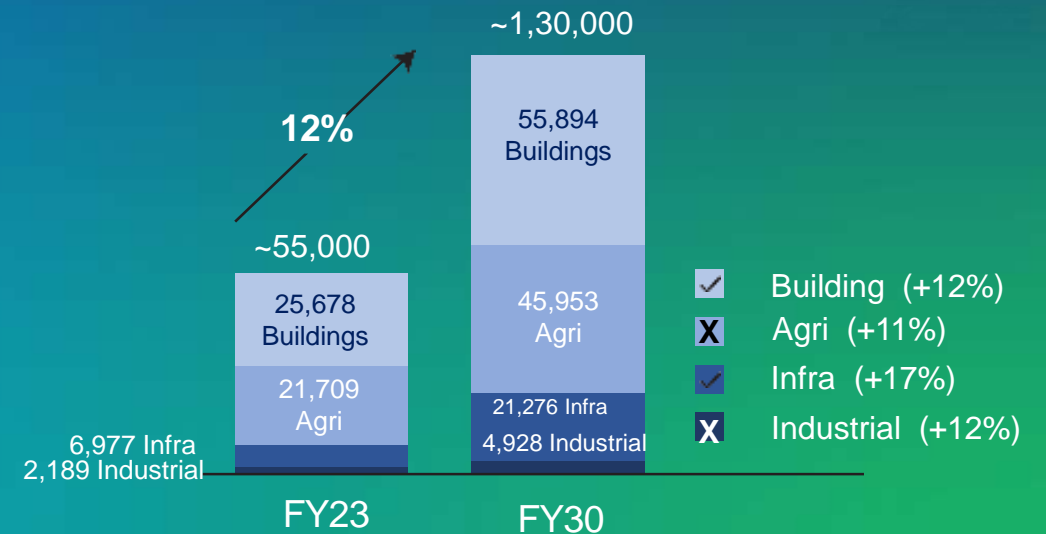 ~1,30,000
12%
55,894
Buildings
~55,000
25,678
Buildings
45,953
Agri
21,709
Agri
6,977 Infra
2,189 Industrial
21,276 Infra
4,928 Industrial
FY23
FY30
Building (+12%)
X Agri (+11%)
Infra (+17%)
X Industrial (+12%)